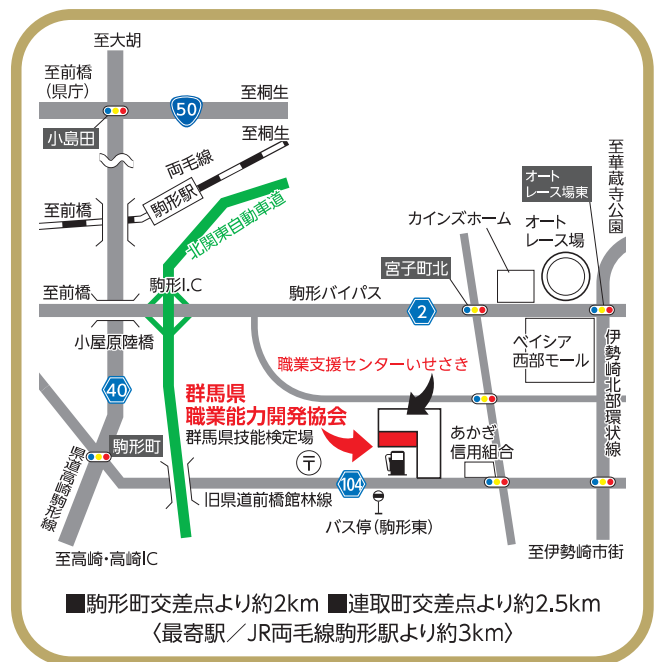 至大胡
至前橋
(県庁)
50
至桐生
小島田
至桐生
両毛線
駒形駅
至前橋
北関東自動車道
至華蔵寺公園
オート
レース場東
カインズホーム
オート
レース場
宮子町北
駒形I.C
至前橋
駒形バイパス
2
小屋原陸橋
ベイシア
西部モール
伊勢崎北部環状線
職業支援センターいせさき
40
群馬県
職業能力開発協会
群馬県技能検定場
駒形町
あかぎ
信用組合
〒
104
県道高崎駒形線
旧県道前橋館林線
バス停(駒形東)
至高崎・高崎IC
至伊勢崎市街
■駒形町交差点より約2km ■連取町交差点より約2.5km
〈最寄駅／JR両毛線駒形駅より約3km〉